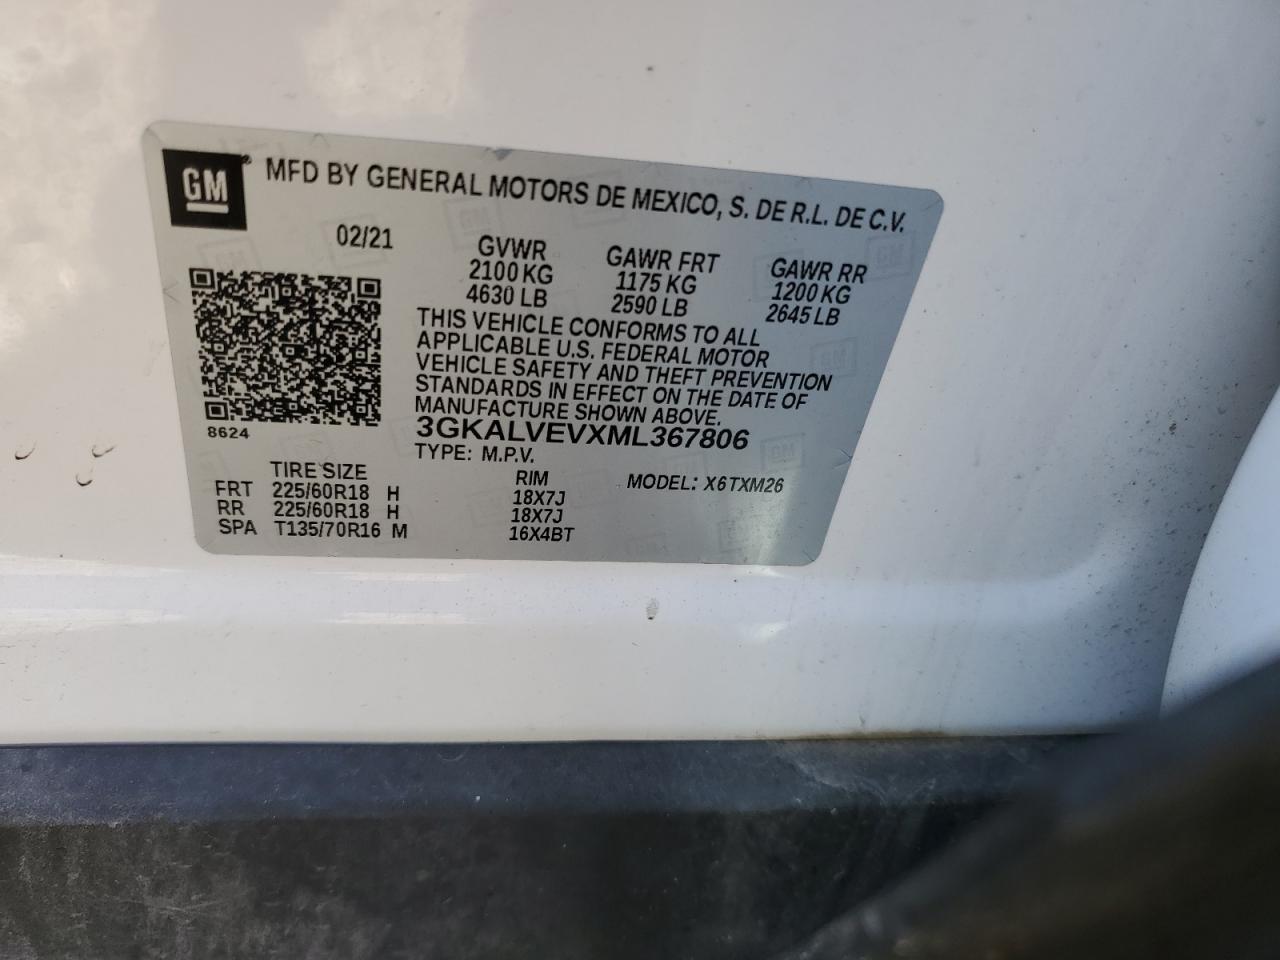 GM MFD BY GENERAL MOTORS DE MEXICO, S. DE R.L. DE C.V.
02/21
GVWR GAWR FRT GAWR RR
2100 KG 1175 KG 1200 KG
4630 LB 2590 LB 2645 LB
THIS VEHICLE CONFORMS TO ALL
APPLICABLE U.S. FEDERAL MOTOR
VEHICLE SAFETY AND THEFT PREVENTION
STANDARDS IN EFFECT ON THE DATE OF
MANUFACTURE SHOWN ABOVE.
8624
3GKALVEVXML367806
TYPE: M.P.V.
TIRE SIZE RIM MODEL: X6TXM26
FRT 225/60R18 H 18X7J
RR 225/60R18 H 18X7J
SPA T135/70R16 M 16X4BT